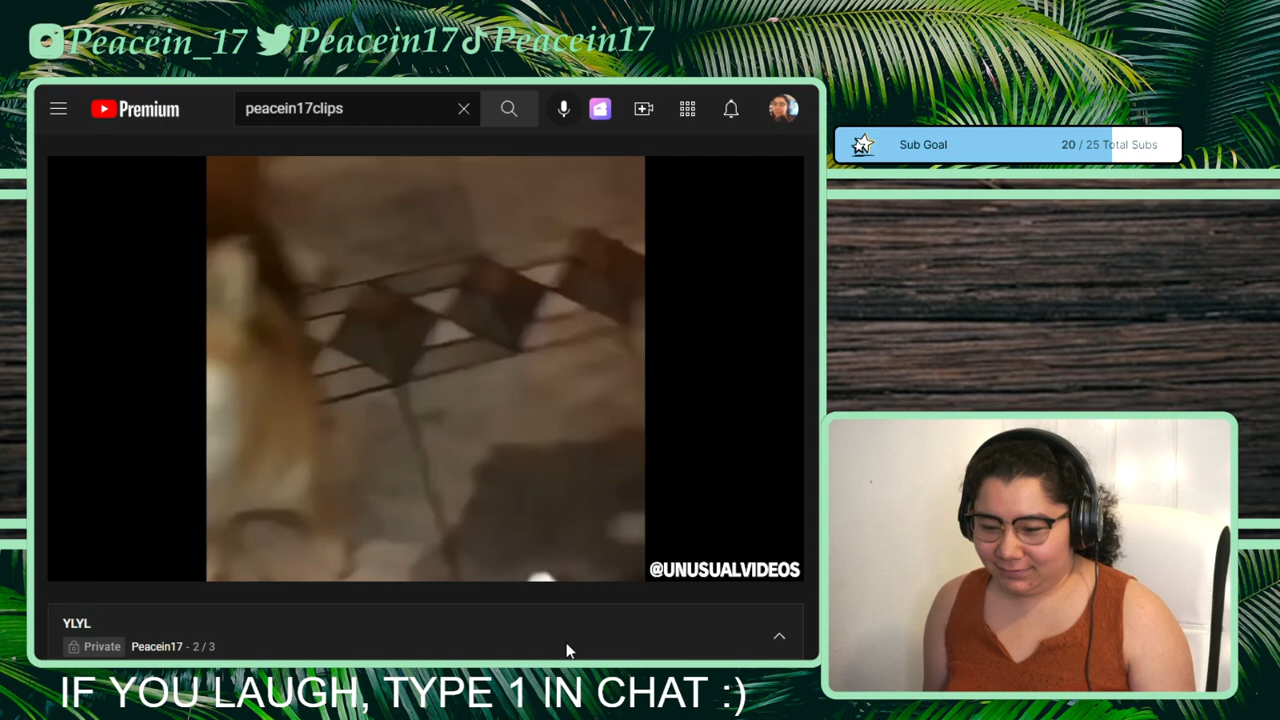 Peacein_17 Peacein17 Peacein17
Premium
peacein17clips
Sub Goal
20 / 25 Total Subs
@UNUSUALVIDEOS
YLYL
Private Peacein17 - 2 / 3
IF YOU LAUGH, TYPE 1 IN CHAT :)